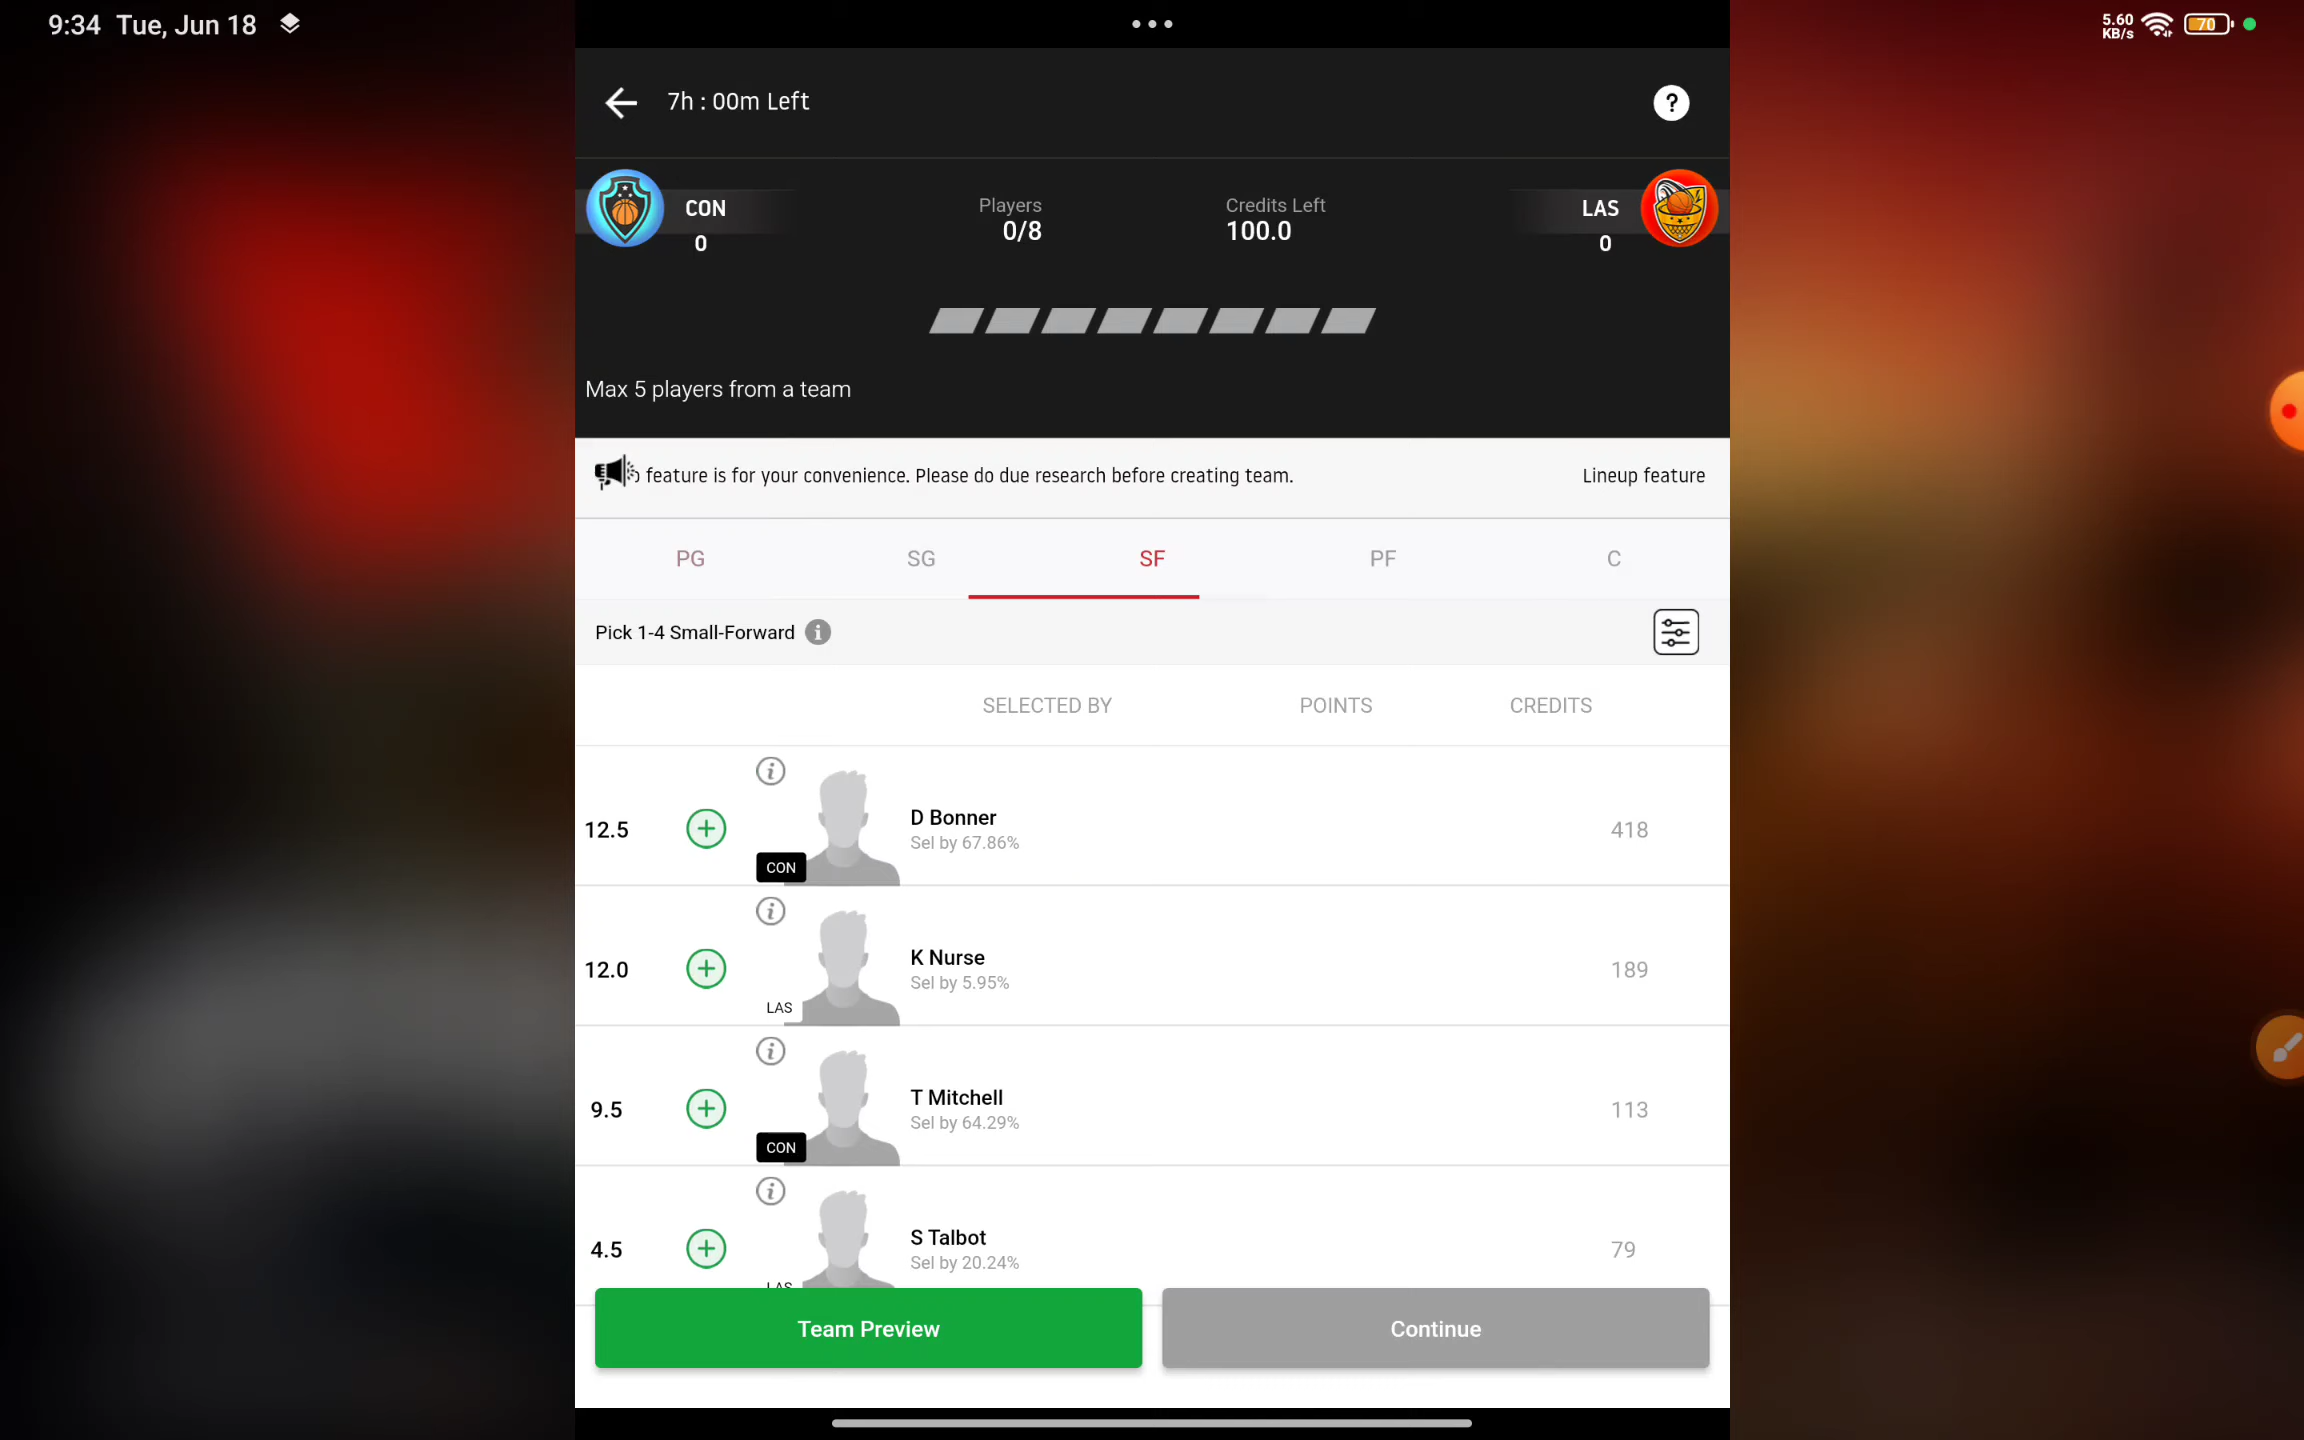 9:34 Tue, Jun 18
5.60
KB/s
70
7h : 00m Left
?
CON
0
Players
0/8
Credits Left
100.0
LAS
0
Max 5 players from a team
feature is for your convenience. Please do due research before creating team.
Lineup feature
PG
SG
SF
PF
C
Pick 1-4 Small-Forward
SELECTED BY
POINTS
CREDITS
12.5
CON
D Bonner
Sel by 67.86%
418
12.0
LAS
K Nurse
Sel by 5.95%
189
9.5
CON
T Mitchell
Sel by 64.29%
113
4.5
LAS
S Talbot
Sel by 20.24%
79
Team Preview
Continue